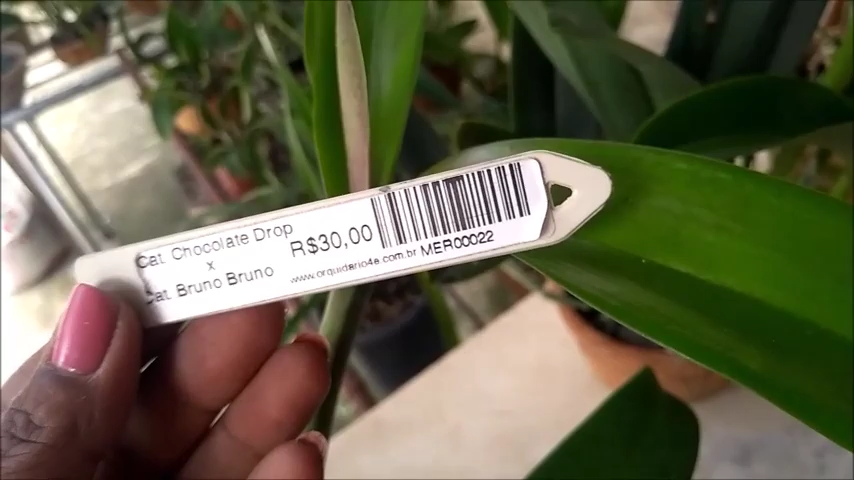 Cat. Chocolate Drop
x
Cat. Bruno Bruno
R$30,00
www.orquidario4e.com.br MER00022